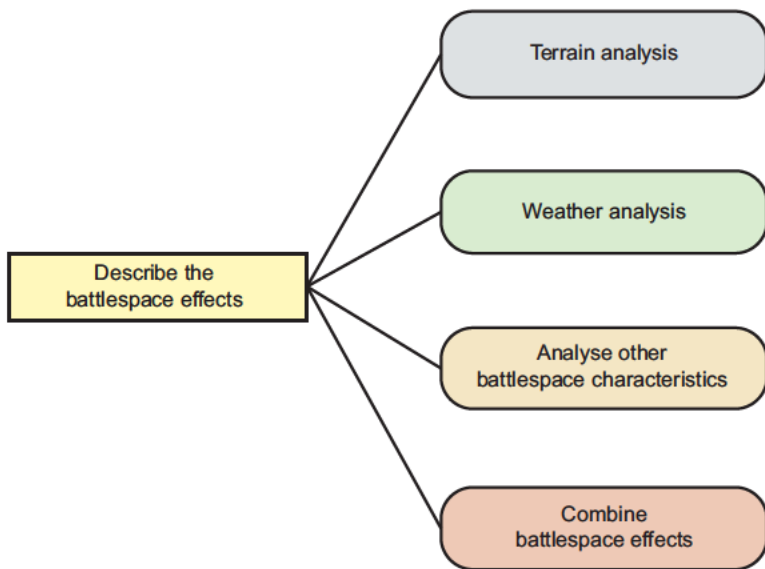 Terrain analysis
Weather analysis
Describe the
battlespace effects
Analyse other
battlespace characteristics
Combine
battlespace effects